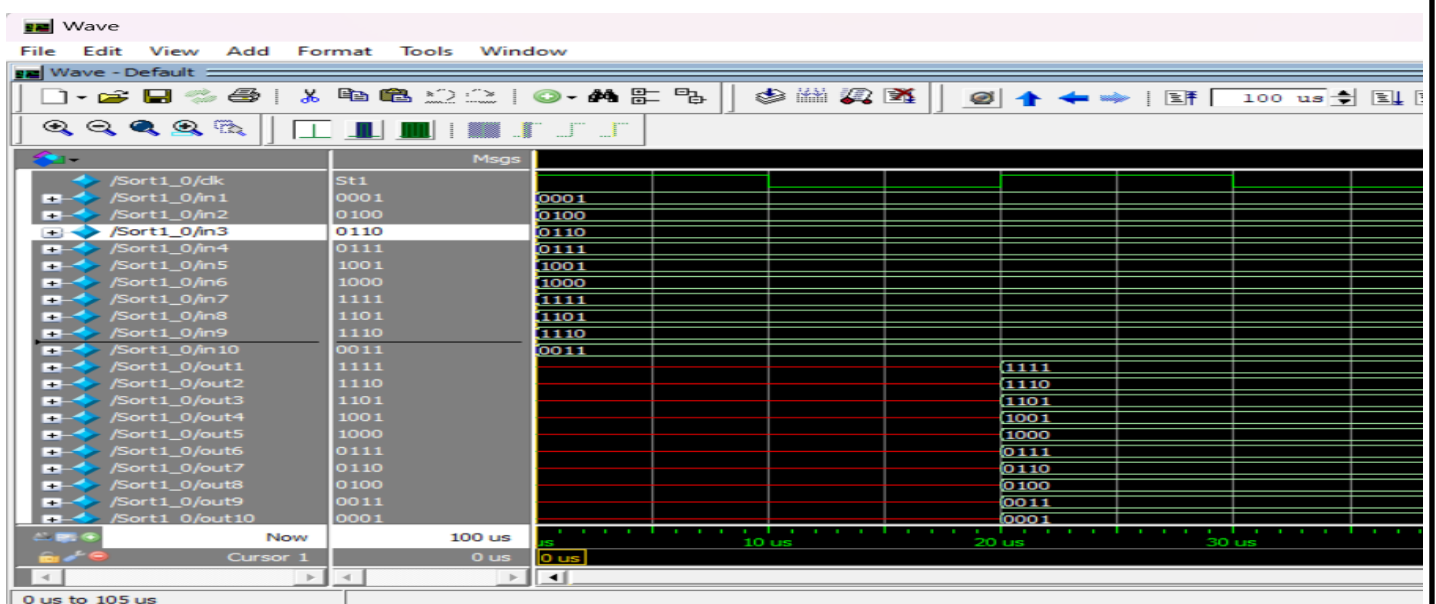 Wave
File Edit View Add Format Tools Window
Wave - Default
100 us
Msgs
/Sort1_0/clk St1
/Sort1_0/in1 0001 0001
/Sort1_0/in2 0100 0100
/Sort1_0/in3 0110 0110
/Sort1_0/in4 0111 0111
/Sort1_0/in5 1001 1001
/Sort1_0/in6 1000 1000
/Sort1_0/in7 1111 1111
/Sort1_0/in8 1101 1101
/Sort1_0/in9 1110 1110
/Sort1_0/in10 0011 0011
/Sort1_0/out1 1111 1111
/Sort1_0/out2 1110 1110
/Sort1_0/out3 1101 1101
/Sort1_0/out4 1001 1001
/Sort1_0/out5 1000 1000
/Sort1_0/out6 0111 0111
/Sort1_0/out7 0110 0110
/Sort1_0/out8 0100 0100
/Sort1_0/out9 0011 0011
/Sort1_0/out10 0001 0001
Now 100 us us 10 us 20 us 30 us
Cursor 1 0 us 0 us
0 us to 105 us